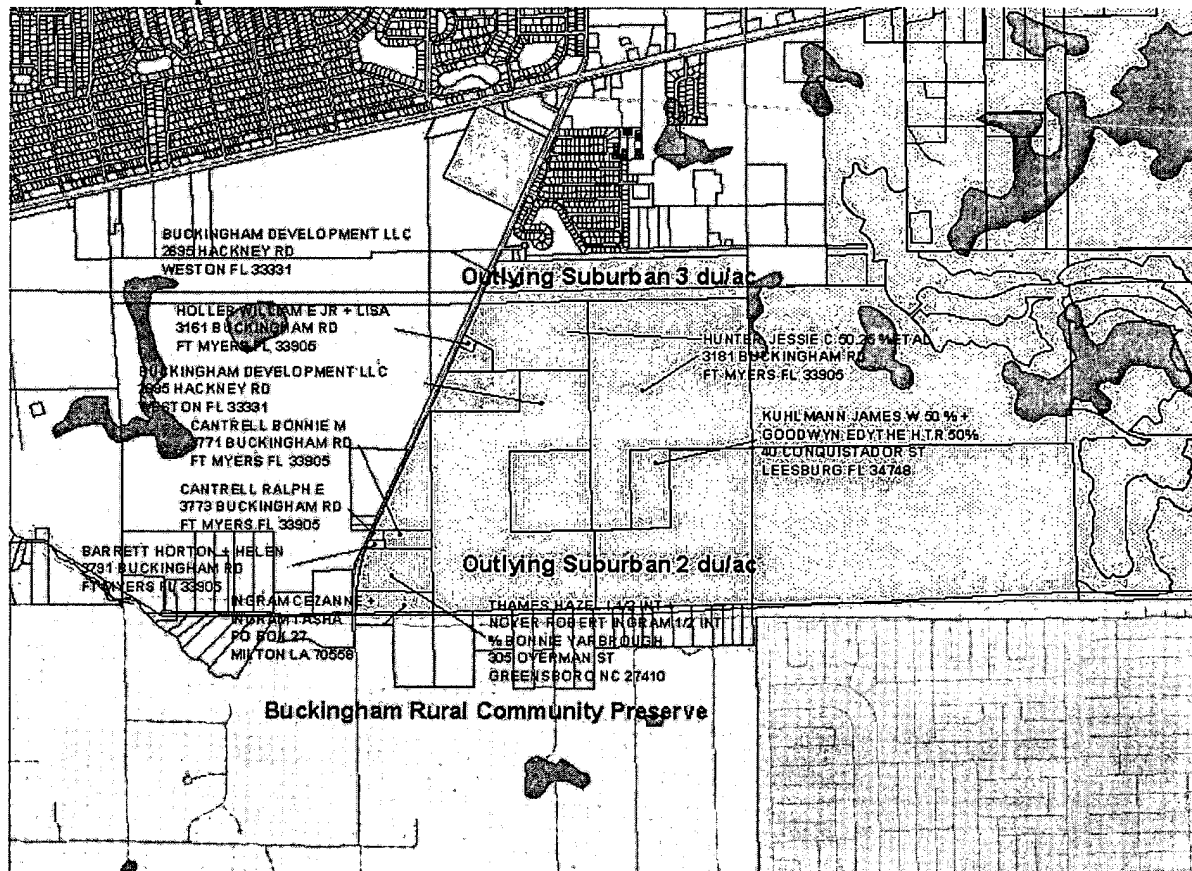 BUCKINGHAM DEVELOPMENT LLC
2695 HACKNEY RD
WESTON FL 33331
Outlying Suburban 3 du/ac
HOLLER WILLIAM E JR + LISA
3161 BUCKINGHAM RD
FT MYERS FL 33905
HUNTER JESSIE C 50.25 % ET AL
3181 BUCKINGHAM RD
FT MYERS FL 33905
BUCKINGHAM DEVELOPMENT LLC
2695 HACKNEY RD
WESTON FL 33331
KUHLMANN JAMES W 50 % +
GOODWYN EDYTHE H T R 50%
40 CONQUISTADOR ST
LEESBURG FL 34748
CANTRELL BONNIE M
3771 BUCKINGHAM RD
FT MYERS FL 33905
CANTRELL RALPH E
3773 BUCKINGHAM RD
FT MYERS FL 33905
BARRETT HORTON + HELEN
3791 BUCKINGHAM RD
FT MYERS FL 33905
Outlying Suburban 2 du/ac
INGRAM CEZANNE +
INGRAM TASHA
PO BOX 27
MILTON LA 70558
THAMES HAZEL I 1/2 INT +
NOYER ROBERT INGRAM 1/2 INT
% BONNIE YARBROUGH
305 OVERMAN ST
GREENSBORO NC 27410
Buckingham Rural Community Preserve